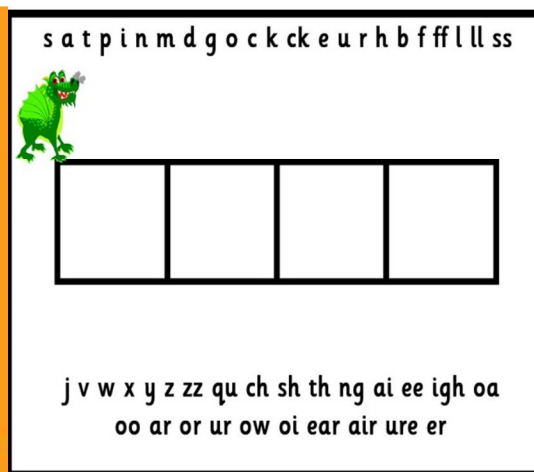 s a t p i n m d g o c k ck e u r h b f ff l ll ss
j v w x y z zz qu ch sh th ng ai ee igh oa
oo ar or ur ow oi ear air ure er